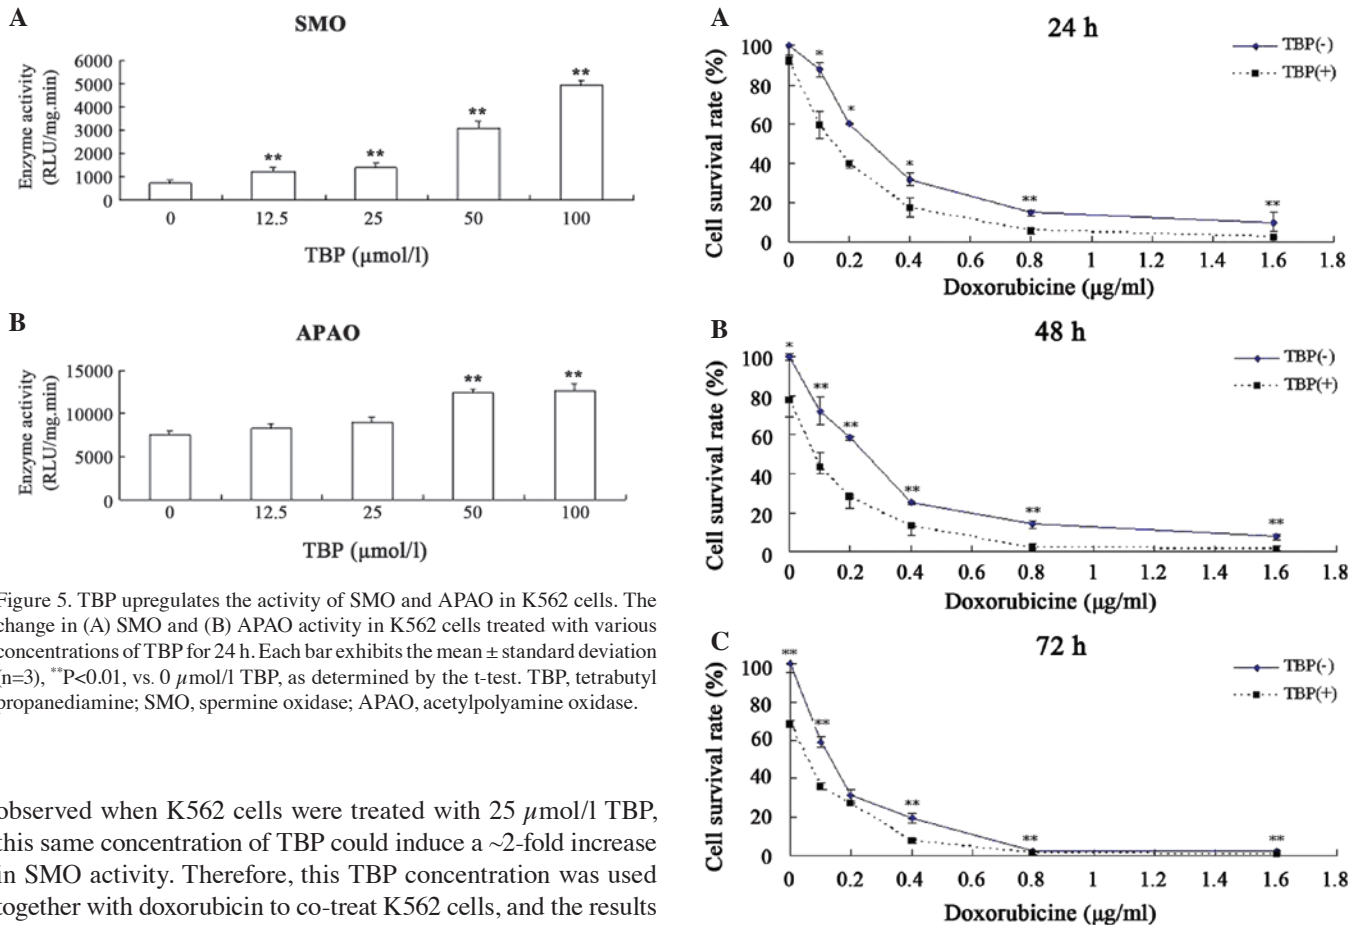 A
SMO
Enzyme activity
(RLU/mg.min)
6000
5000
4000
3000
2000
1000
0
**
**
**
**
0 12.5 25 50 100
TBP (µmol/l)
B
APAO
Enzyme activity
(RLU/mg.min)
15000
10000
5000
0
**
**
0 12.5 25 50 100
TBP (µmol/l)
Figure 5. TBP upregulates the activity of SMO and APAO in K562 cells. The
change in (A) SMO and (B) APAO activity in K562 cells treated with various
concentrations of TBP for 24 h. Each bar exhibits the mean ± standard deviation
(n=3), **P<0.01, vs. 0 µmol/l TBP, as determined by the t-test. TBP, tetrabutyl
propanediamine; SMO, spermine oxidase; APAO, acetylpolyamine oxidase.
observed when K562 cells were treated with 25 µmol/l TBP,
this same concentration of TBP could induce a ~2-fold increase
in SMO activity. Therefore, this TBP concentration was used
together with doxorubicin to co-treat K562 cells, and the results
A
24 h
TBP(-)
TBP(+)
Cell survival rate (%)
100
80
60
40
20
0
*
*
*
**
**
0 0.2 0.4 0.6 0.8 1 1.2 1.4 1.6 1.8
Doxorubicine (µg/ml)
B
48 h
TBP(-)
TBP(+)
Cell survival rate (%)
100
80
60
40
20
0
*
**
**
**
**
**
0 0.2 0.4 0.6 0.8 1 1.2 1.4 1.6 1.8
Doxorubicine (µg/ml)
C
72 h
TBP(-)
TBP(+)
Cell survival rate (%)
100
80
60
40
20
0
**
**
**
**
**
0 0.2 0.4 0.6 0.8 1 1.2 1.4 1.6 1.8
Doxorubicine (µg/ml)